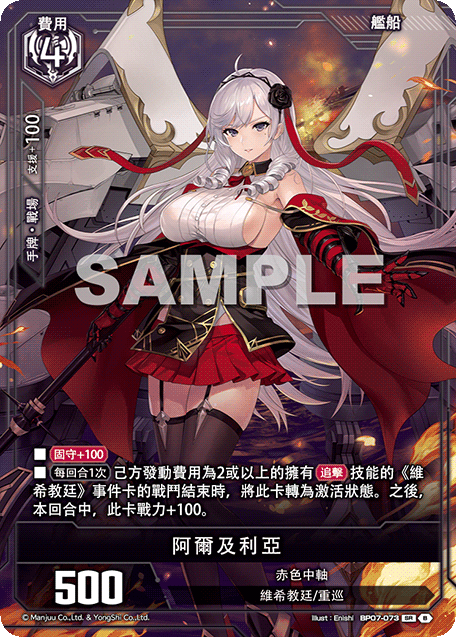 費用
4
艦船
手牌・戰場
支援+100
SAMPLE
■ 固守+100
■ 每回合1次 己方發動費用為2或以上的擁有 追擊 技能的《維
希教廷》事件卡的戰鬥結束時，將此卡轉為激活狀態。之後，
本回合中，此卡戰力+100。
阿爾及利亞
500
赤色中軸
維希教廷/重巡
© Manjuu Co.,Ltd. & YongShi Co.,Ltd.
Illust : Enishi
BP07-073 SR